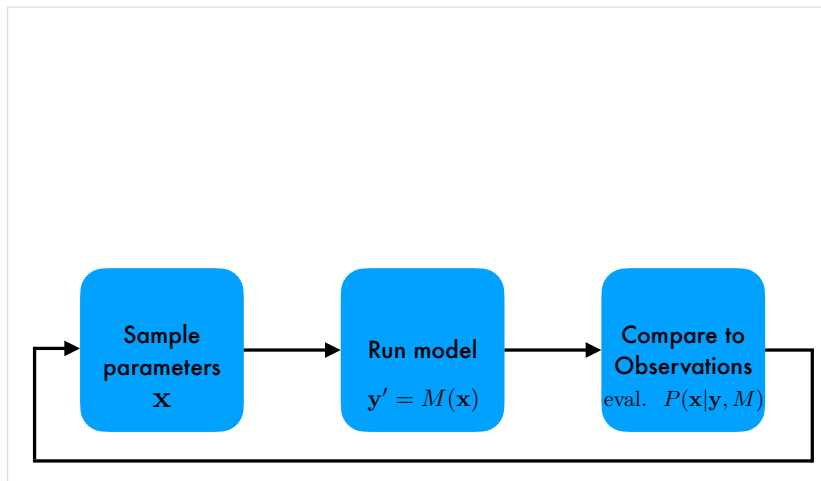 Sample
parameters
x
Run model
y′ = M(x)
Compare to
Observations
eval. P(x|y, M)